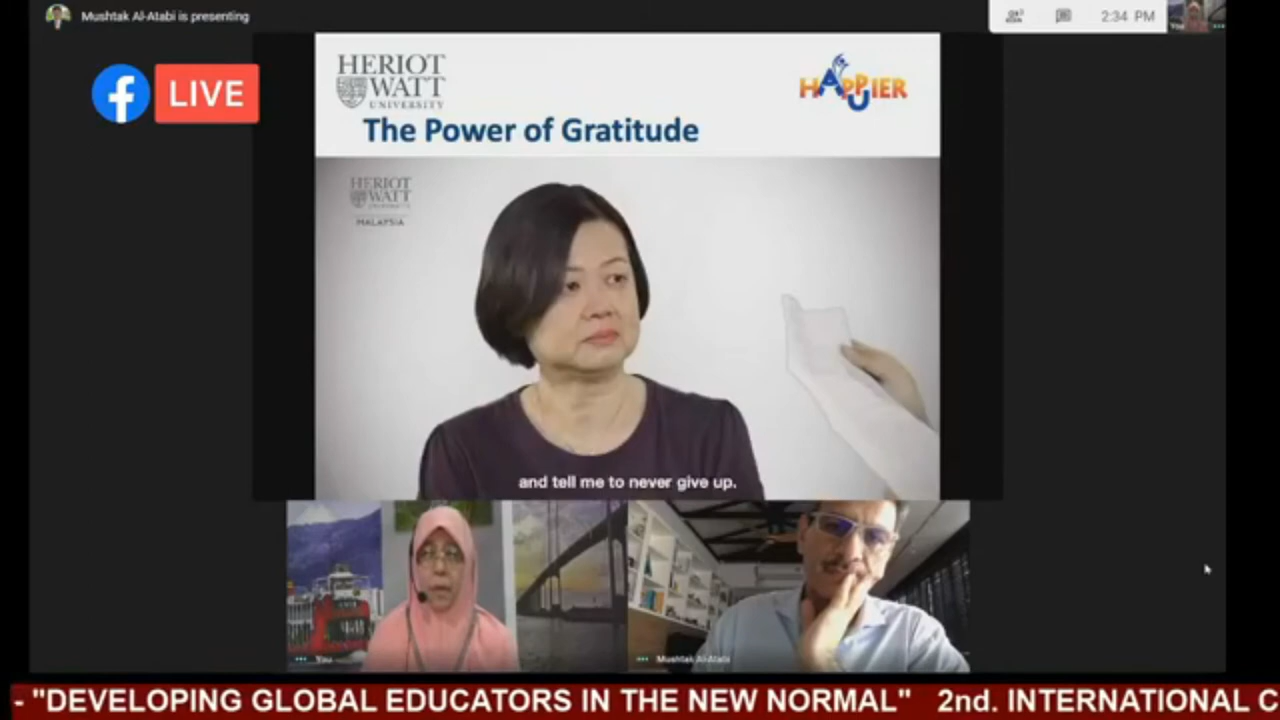 Mushtak Al-Atabi is presenting
2:34 PM
You
LIVE
HERIOT
WATT
UNIVERSITY
HAPPIER
U
The Power of Gratitude
HERIOT
WATT
UNIVERSITY
MALAYSIA
and tell me to never give up.
You
Mushtak Al-Atabi
- "DEVELOPING GLOBAL EDUCATORS IN THE NEW NORMAL" 2nd. INTERNATIONAL C